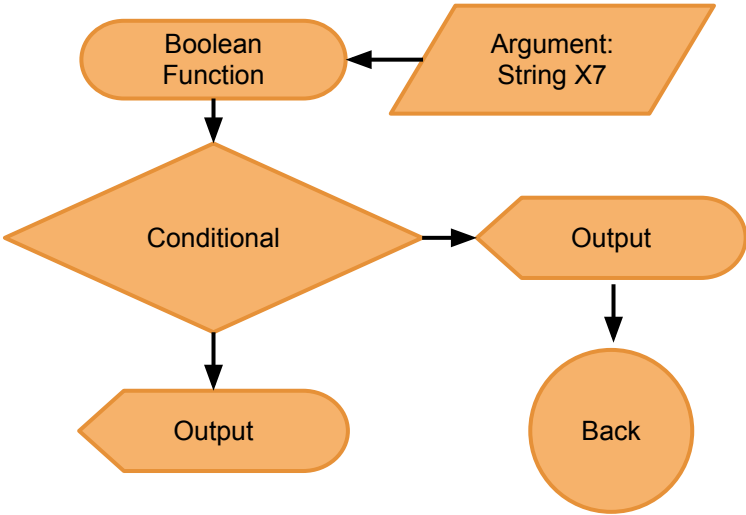 Boolean
Function
Argument:
String X7
Conditional
Output
Output
Back